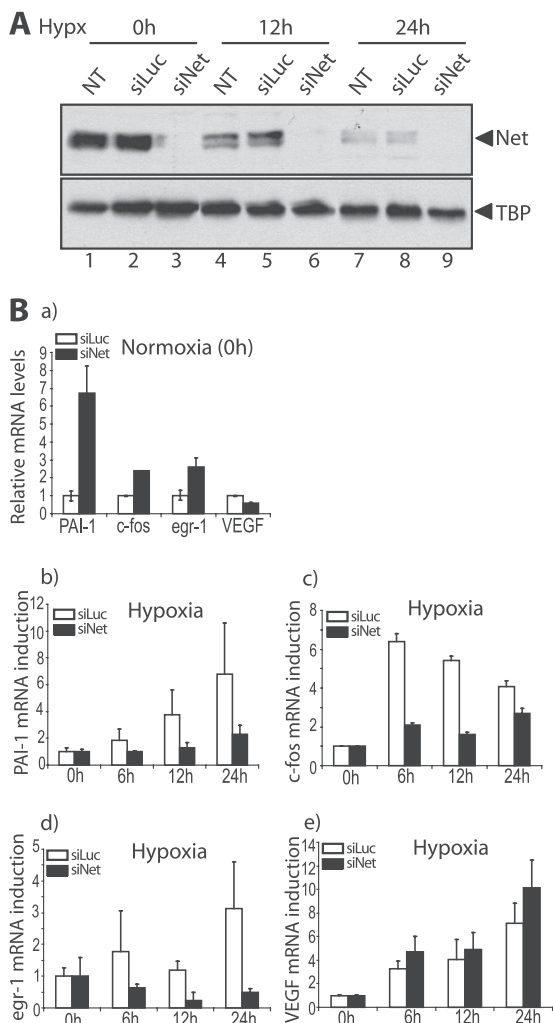 A Hypx 0h 12h 24h
NT siLuc siNet NT siLuc siNet NT siLuc siNet
Net
TBP
1 2 3 4 5 6 7 8 9
B a)
siLuc
siNet
Normoxia (0h)
Relative mRNA levels
9
8
7
6
5
4
3
2
1
0
PAI-1 c-fos egr-1 VEGF
b)
Hypoxia
siLuc
siNet
PAI-1 mRNA induction
12
10
8
6
4
2
0
0h 6h 12h 24h
c)
Hypoxia
siLuc
siNet
c-fos mRNA induction
8
6
4
2
0
0h 6h 12h 24h
d)
Hypoxia
siLuc
siNet
egr-1 mRNA induction
5
4
3
2
1
0
0h 6h 12h 24h
e)
Hypoxia
siLuc
siNet
VEGF mRNA induction
14
12
10
8
6
4
2
0
0h 6h 12h 24h